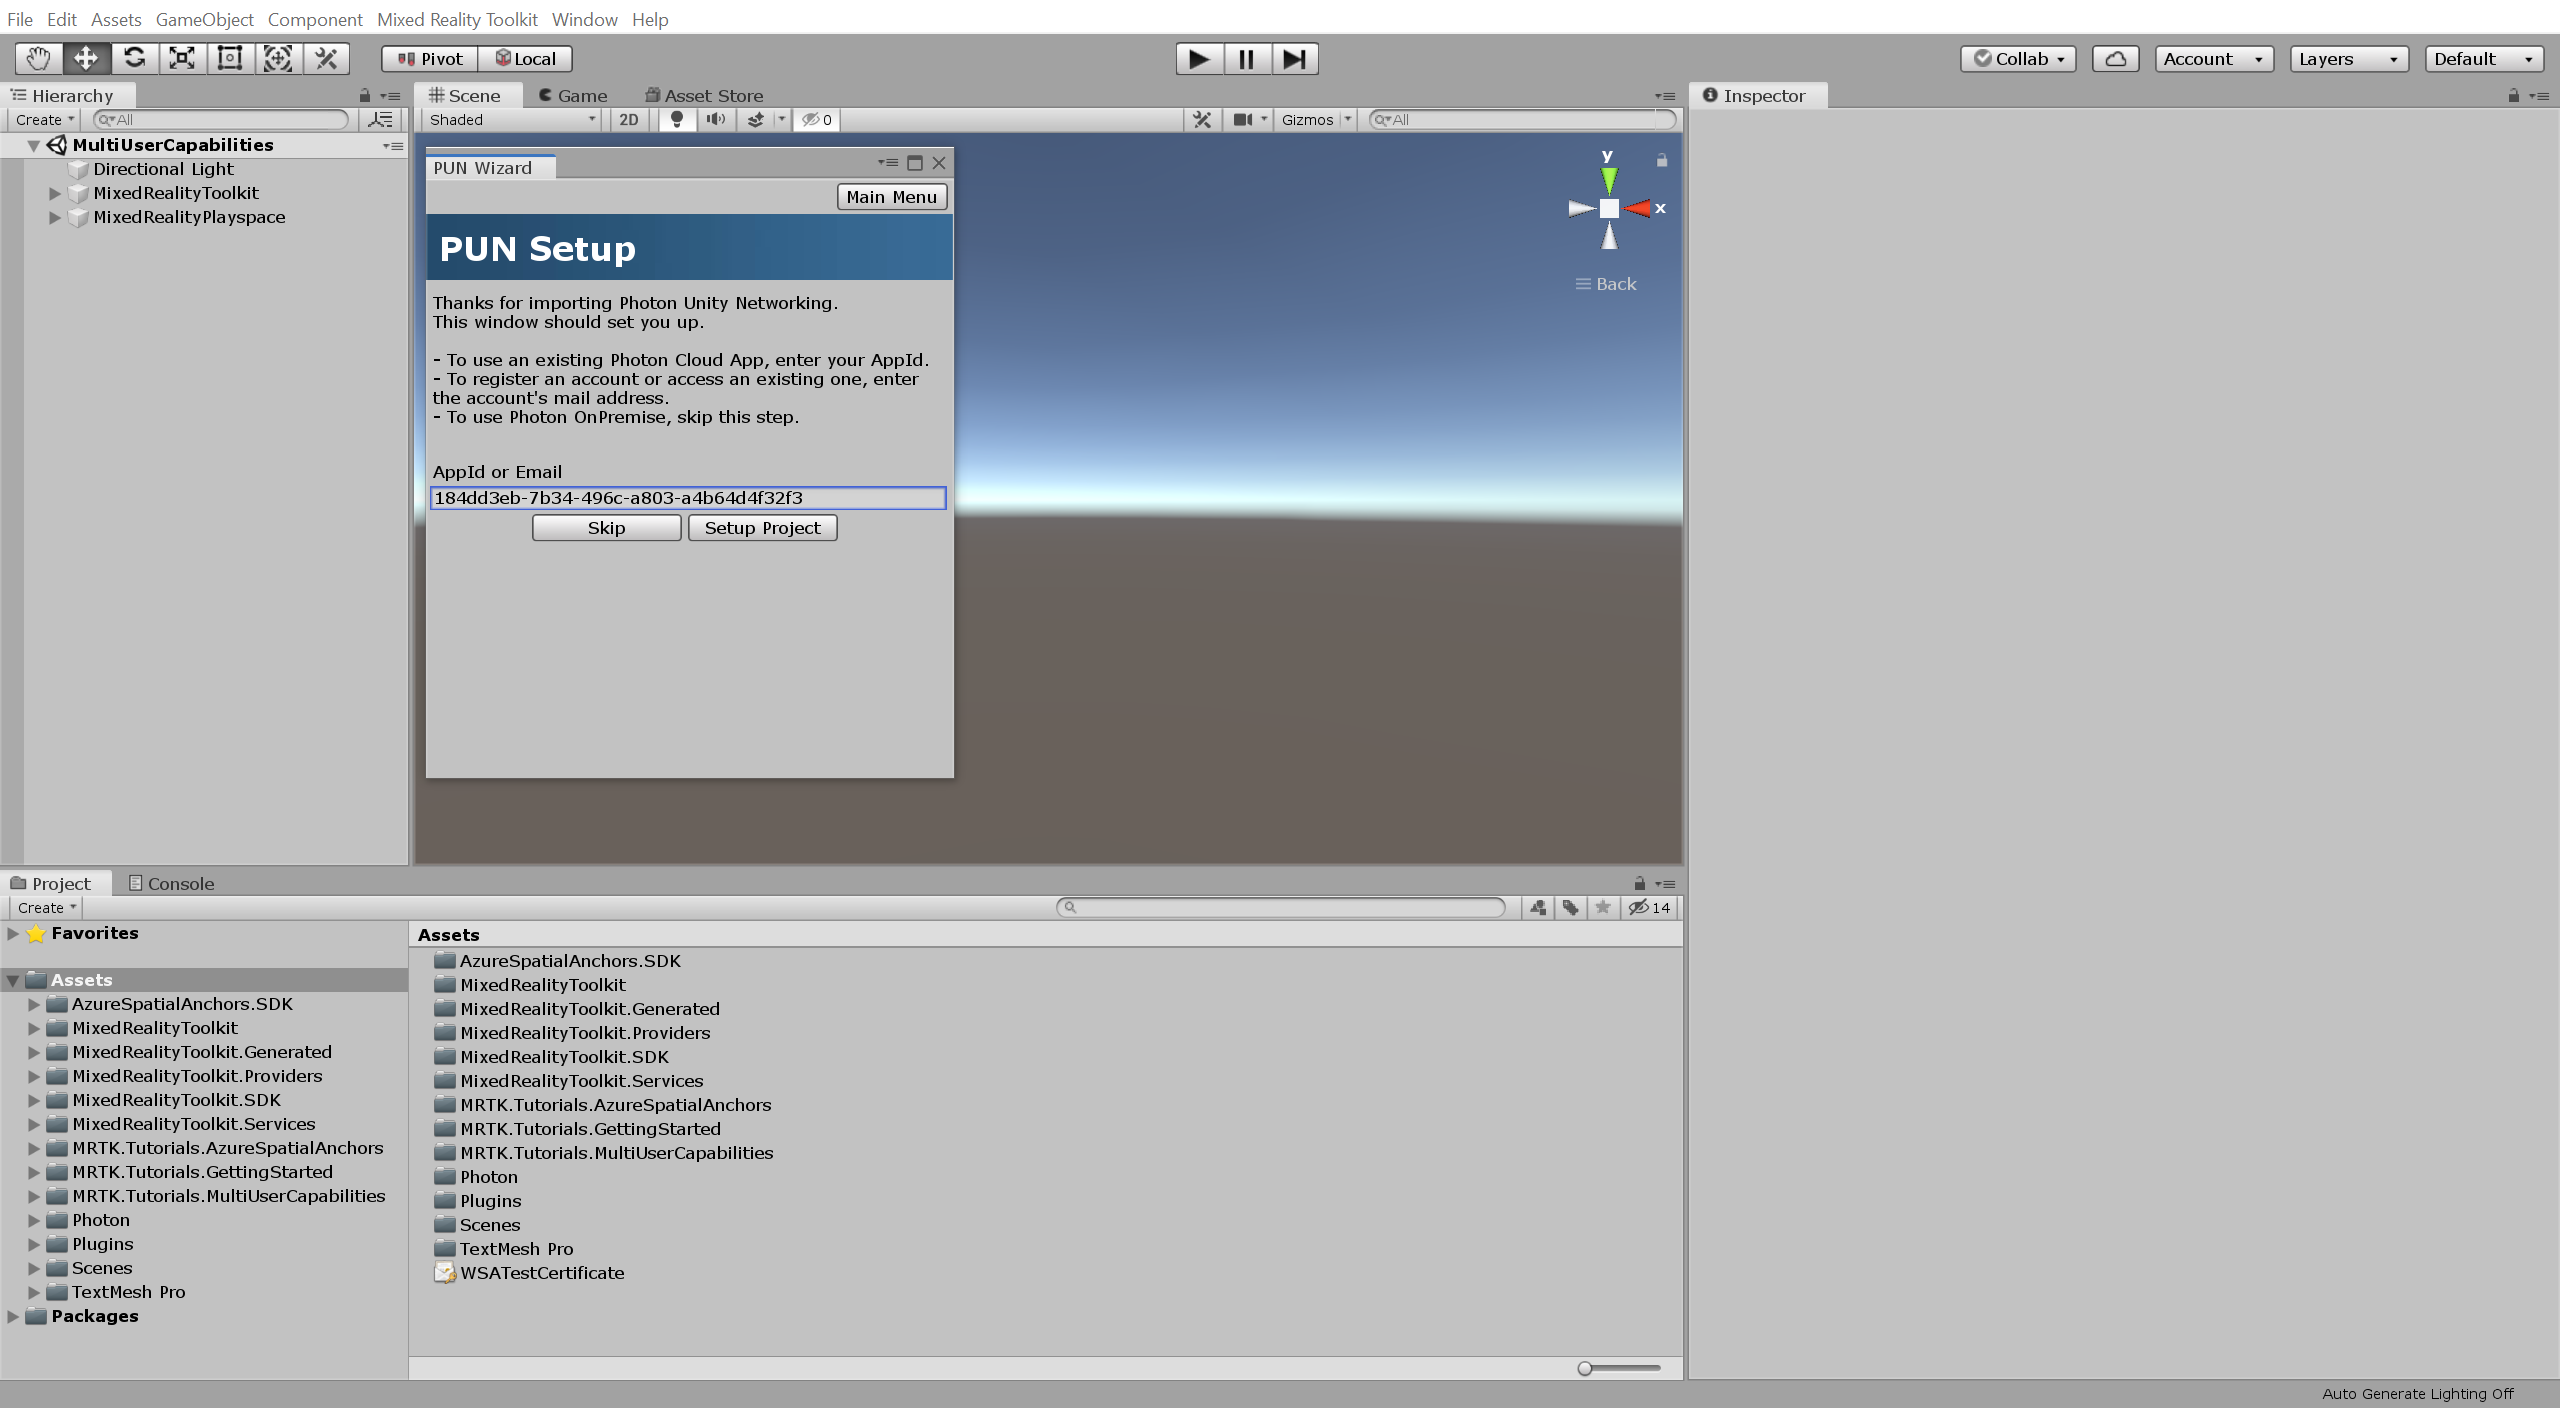 File Edit Assets GameObject Component Mixed Reality Toolkit Window Help
Pivot Local Collab Account Layers Default
Hierarchy
Create All
MultiUserCapabilities
Directional Light
MixedRealityToolkit
MixedRealityPlayspace
Scene Game Asset Store
Shaded 2D 0 Gizmos All
y
x
Back
PUN Wizard
Main Menu
PUN Setup
Thanks for importing Photon Unity Networking.
This window should set you up.
- To use an existing Photon Cloud App, enter your AppId.
- To register an account or access an existing one, enter
the account's mail address.
- To use Photon OnPremise, skip this step.
AppId or Email
184dd3eb-7b34-496c-a803-a4b64d4f32f3
Skip Setup Project
Inspector
Project Console
Create 14
Favorites
Assets
AzureSpatialAnchors.SDK
MixedRealityToolkit
MixedRealityToolkit.Generated
MixedRealityToolkit.Providers
MixedRealityToolkit.SDK
MixedRealityToolkit.Services
MRTK.Tutorials.AzureSpatialAnchors
MRTK.Tutorials.GettingStarted
MRTK.Tutorials.MultiUserCapabilities
Photon
Plugins
Scenes
TextMesh Pro
Packages
Assets
AzureSpatialAnchors.SDK
MixedRealityToolkit
MixedRealityToolkit.Generated
MixedRealityToolkit.Providers
MixedRealityToolkit.SDK
MixedRealityToolkit.Services
MRTK.Tutorials.AzureSpatialAnchors
MRTK.Tutorials.GettingStarted
MRTK.Tutorials.MultiUserCapabilities
Photon
Plugins
Scenes
TextMesh Pro
WSATestCertificate
Auto Generate Lighting Off